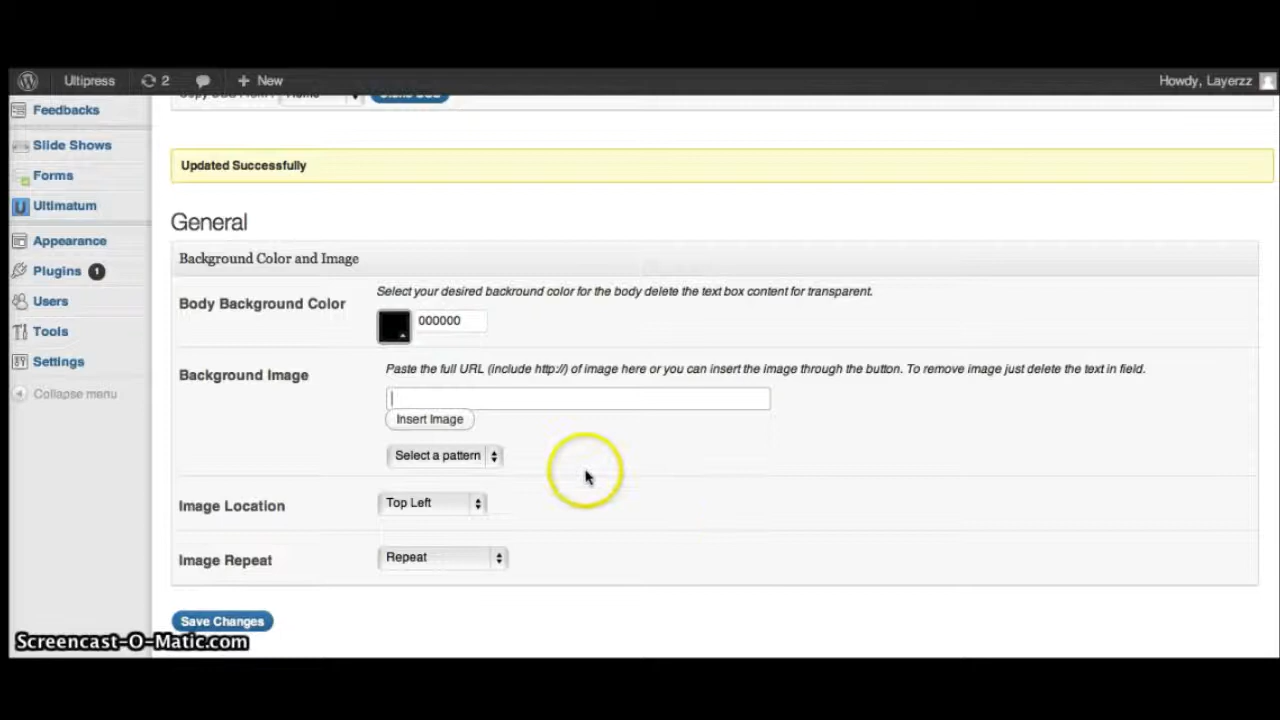 Ultipress 2 + New Howdy, Layerzz
Feedbacks
Slide Shows
Forms
Ultimatum
Appearance
Plugins 1
Users
Tools
Settings
Collapse menu
Updated Successfully
General
Background Color and Image
Body Background Color
Select your desired backround color for the body delete the text box content for transparent.
000000
Background Image
Paste the full URL (include http://) of image here or you can insert the image through the button. To remove image just delete the text in field.
Insert Image
Select a pattern
Image Location
Top Left
Image Repeat
Repeat
Save Changes
Screencast-O-Matic.com